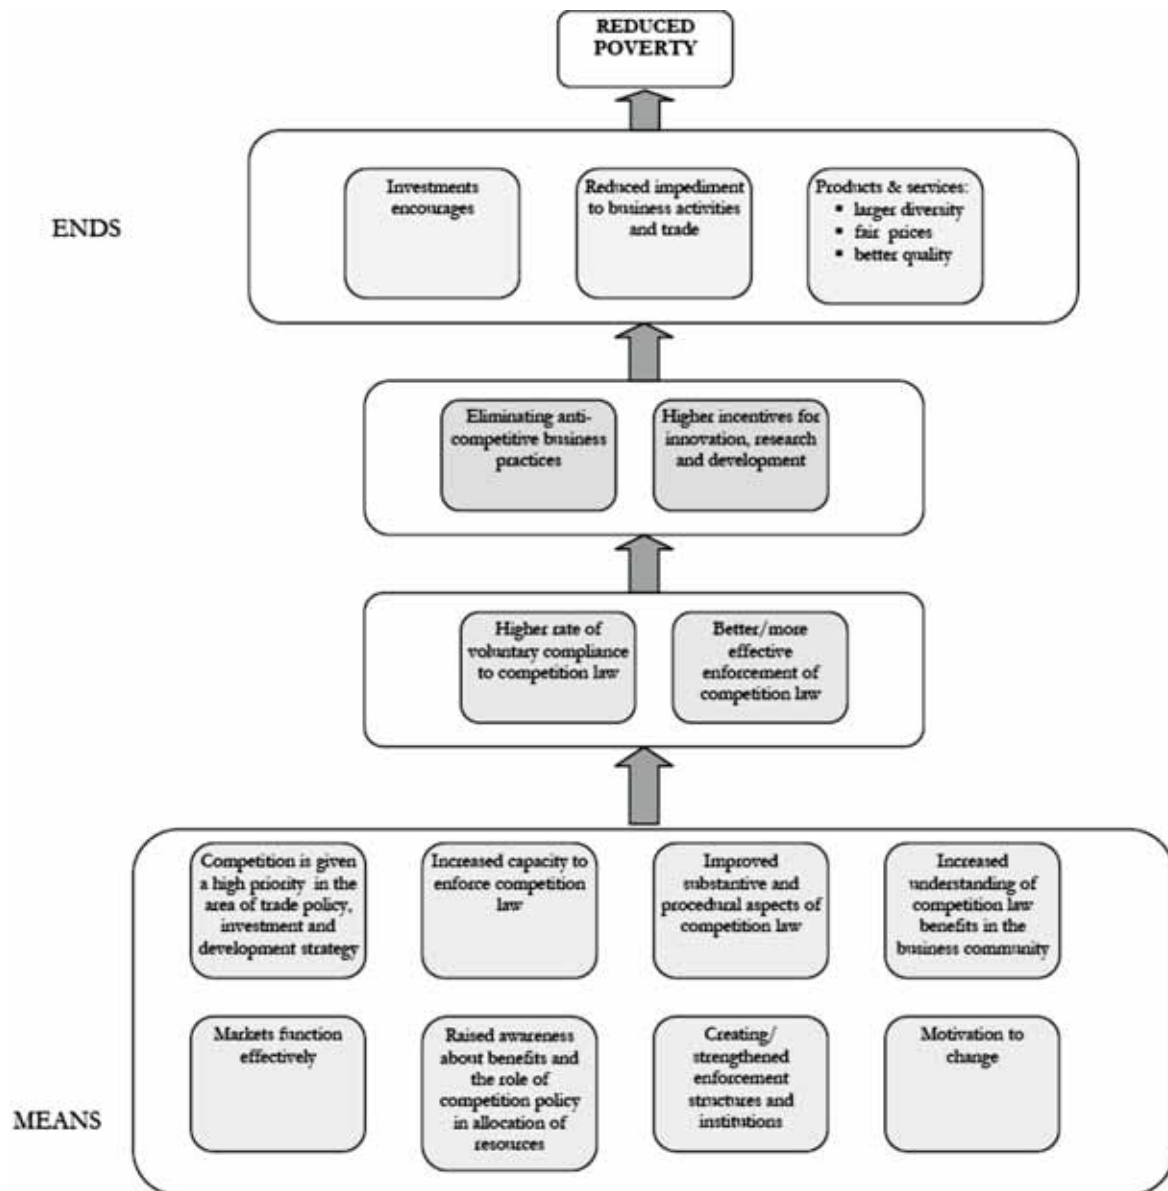 REDUCED
POVERTY
ENDS
Investments
encourages
Reduced impediment
to business activities
and trade
Products & services:
▪ larger diversity
▪ fair prices
▪ better quality
Eliminating anti-
competitive business
practices
Higher incentives for
innovation, research
and development
Higher rate of
voluntary compliance
to competition law
Better/more
effective
enforcement of
competition law
Competition is given
a high priority in the
area of trade policy,
investment and
development strategy
Increased capacity to
enforce competition
law
Improved
substantive and
procedural aspects of
competition law
Increased
understanding of
competition law
benefits in the
business community
MEANS
Markets function
effectively
Raised awareness
about benefits and
the role of
competition policy
in allocation of
resources
Creating/
strengthened
enforcement
structures and
institutions
Motivation to
change